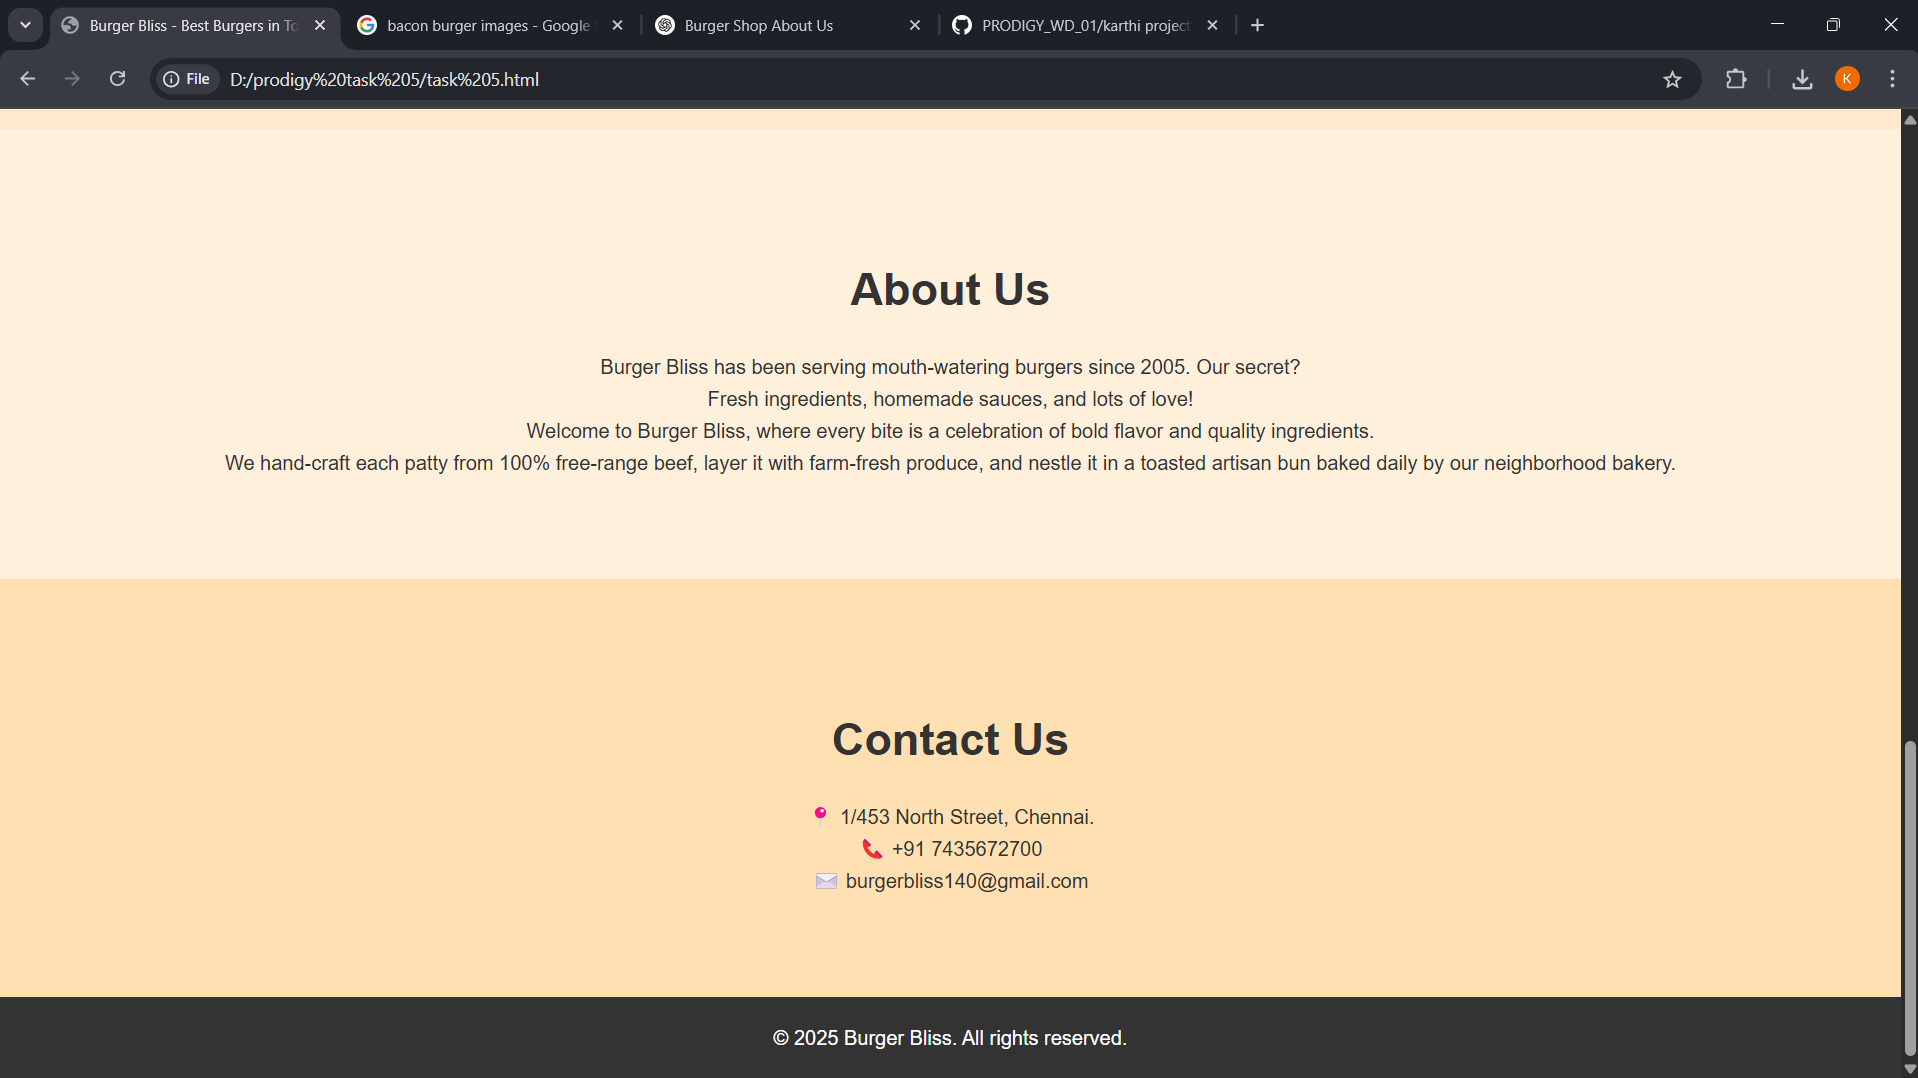 Burger Bliss - Best Burgers in To
bacon burger images - Google
Burger Shop About Us
PRODIGY_WD_01/karthi project
File
D:/prodigy%20task%205/task%205.html
K
About Us
Burger Bliss has been serving mouth-watering burgers since 2005. Our secret?
Fresh ingredients, homemade sauces, and lots of love!
Welcome to Burger Bliss, where every bite is a celebration of bold flavor and quality ingredients.
We hand-craft each patty from 100% free-range beef, layer it with farm-fresh produce, and nestle it in a toasted artisan bun baked daily by our neighborhood bakery.
Contact Us
📍 1/453 North Street, Chennai.
📞 +91 7435672700
✉️ burgerbliss140@gmail.com
© 2025 Burger Bliss. All rights reserved.